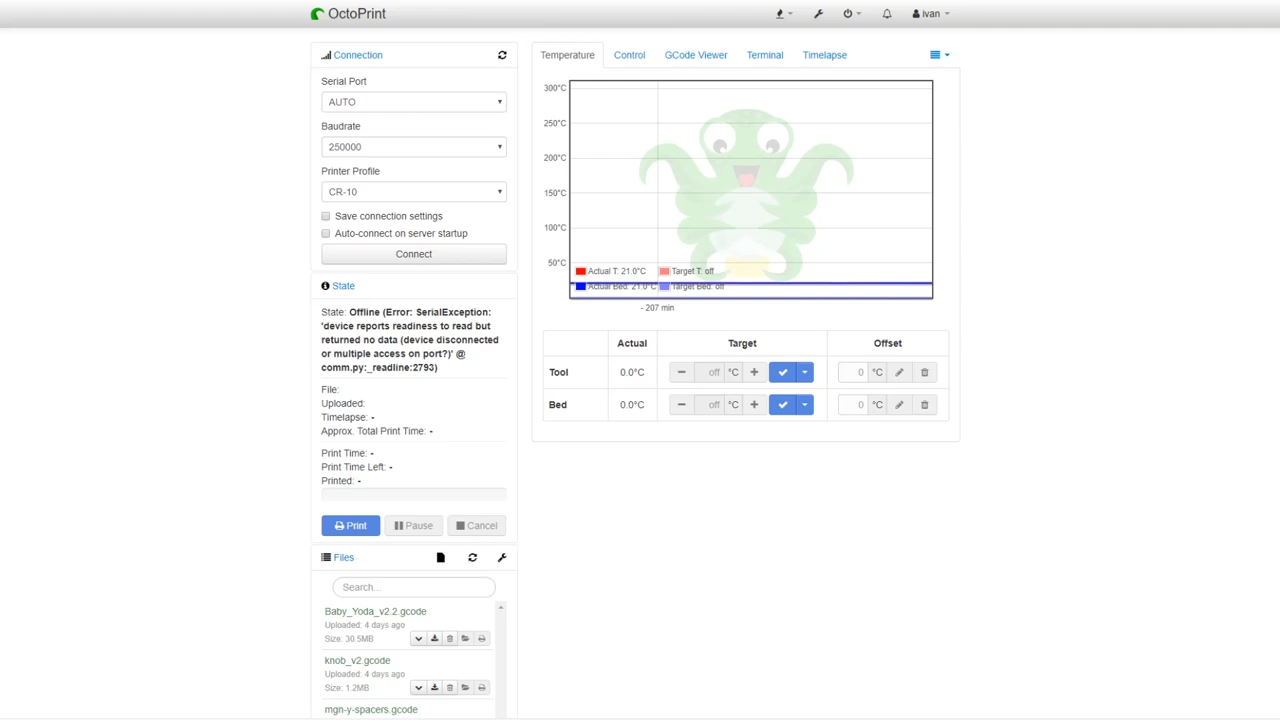 OctoPrint
ivan
Connection
Serial Port
AUTO
Baudrate
250000
Printer Profile
CR-10
Save connection settings
Auto-connect on server startup
Connect
State
State: Offline (Error: SerialException:
'device reports readiness to read but
returned no data (device disconnected
or multiple access on port?)' @
comm.py:_readline:2793)
File:
Uploaded:
Timelapse: -
Approx. Total Print Time: -
Print Time: -
Print Time Left: -
Printed: -
Print Pause Cancel
Files
Search...
Baby_Yoda_v2.2.gcode
Uploaded: 4 days ago
Size: 30.5MB
knob_v2.gcode
Uploaded: 4 days ago
Size: 1.2MB
mgn-y-spacers.gcode
Temperature Control GCode Viewer Terminal Timelapse
300°C
250°C
200°C
150°C
100°C
50°C
Actual T: 21.0°C Target T: off
Actual Bed: 21.0°C Target Bed: off
- 207 min
Actual Target Offset
Tool 0.0°C off °C 0 °C
Bed 0.0°C off °C 0 °C